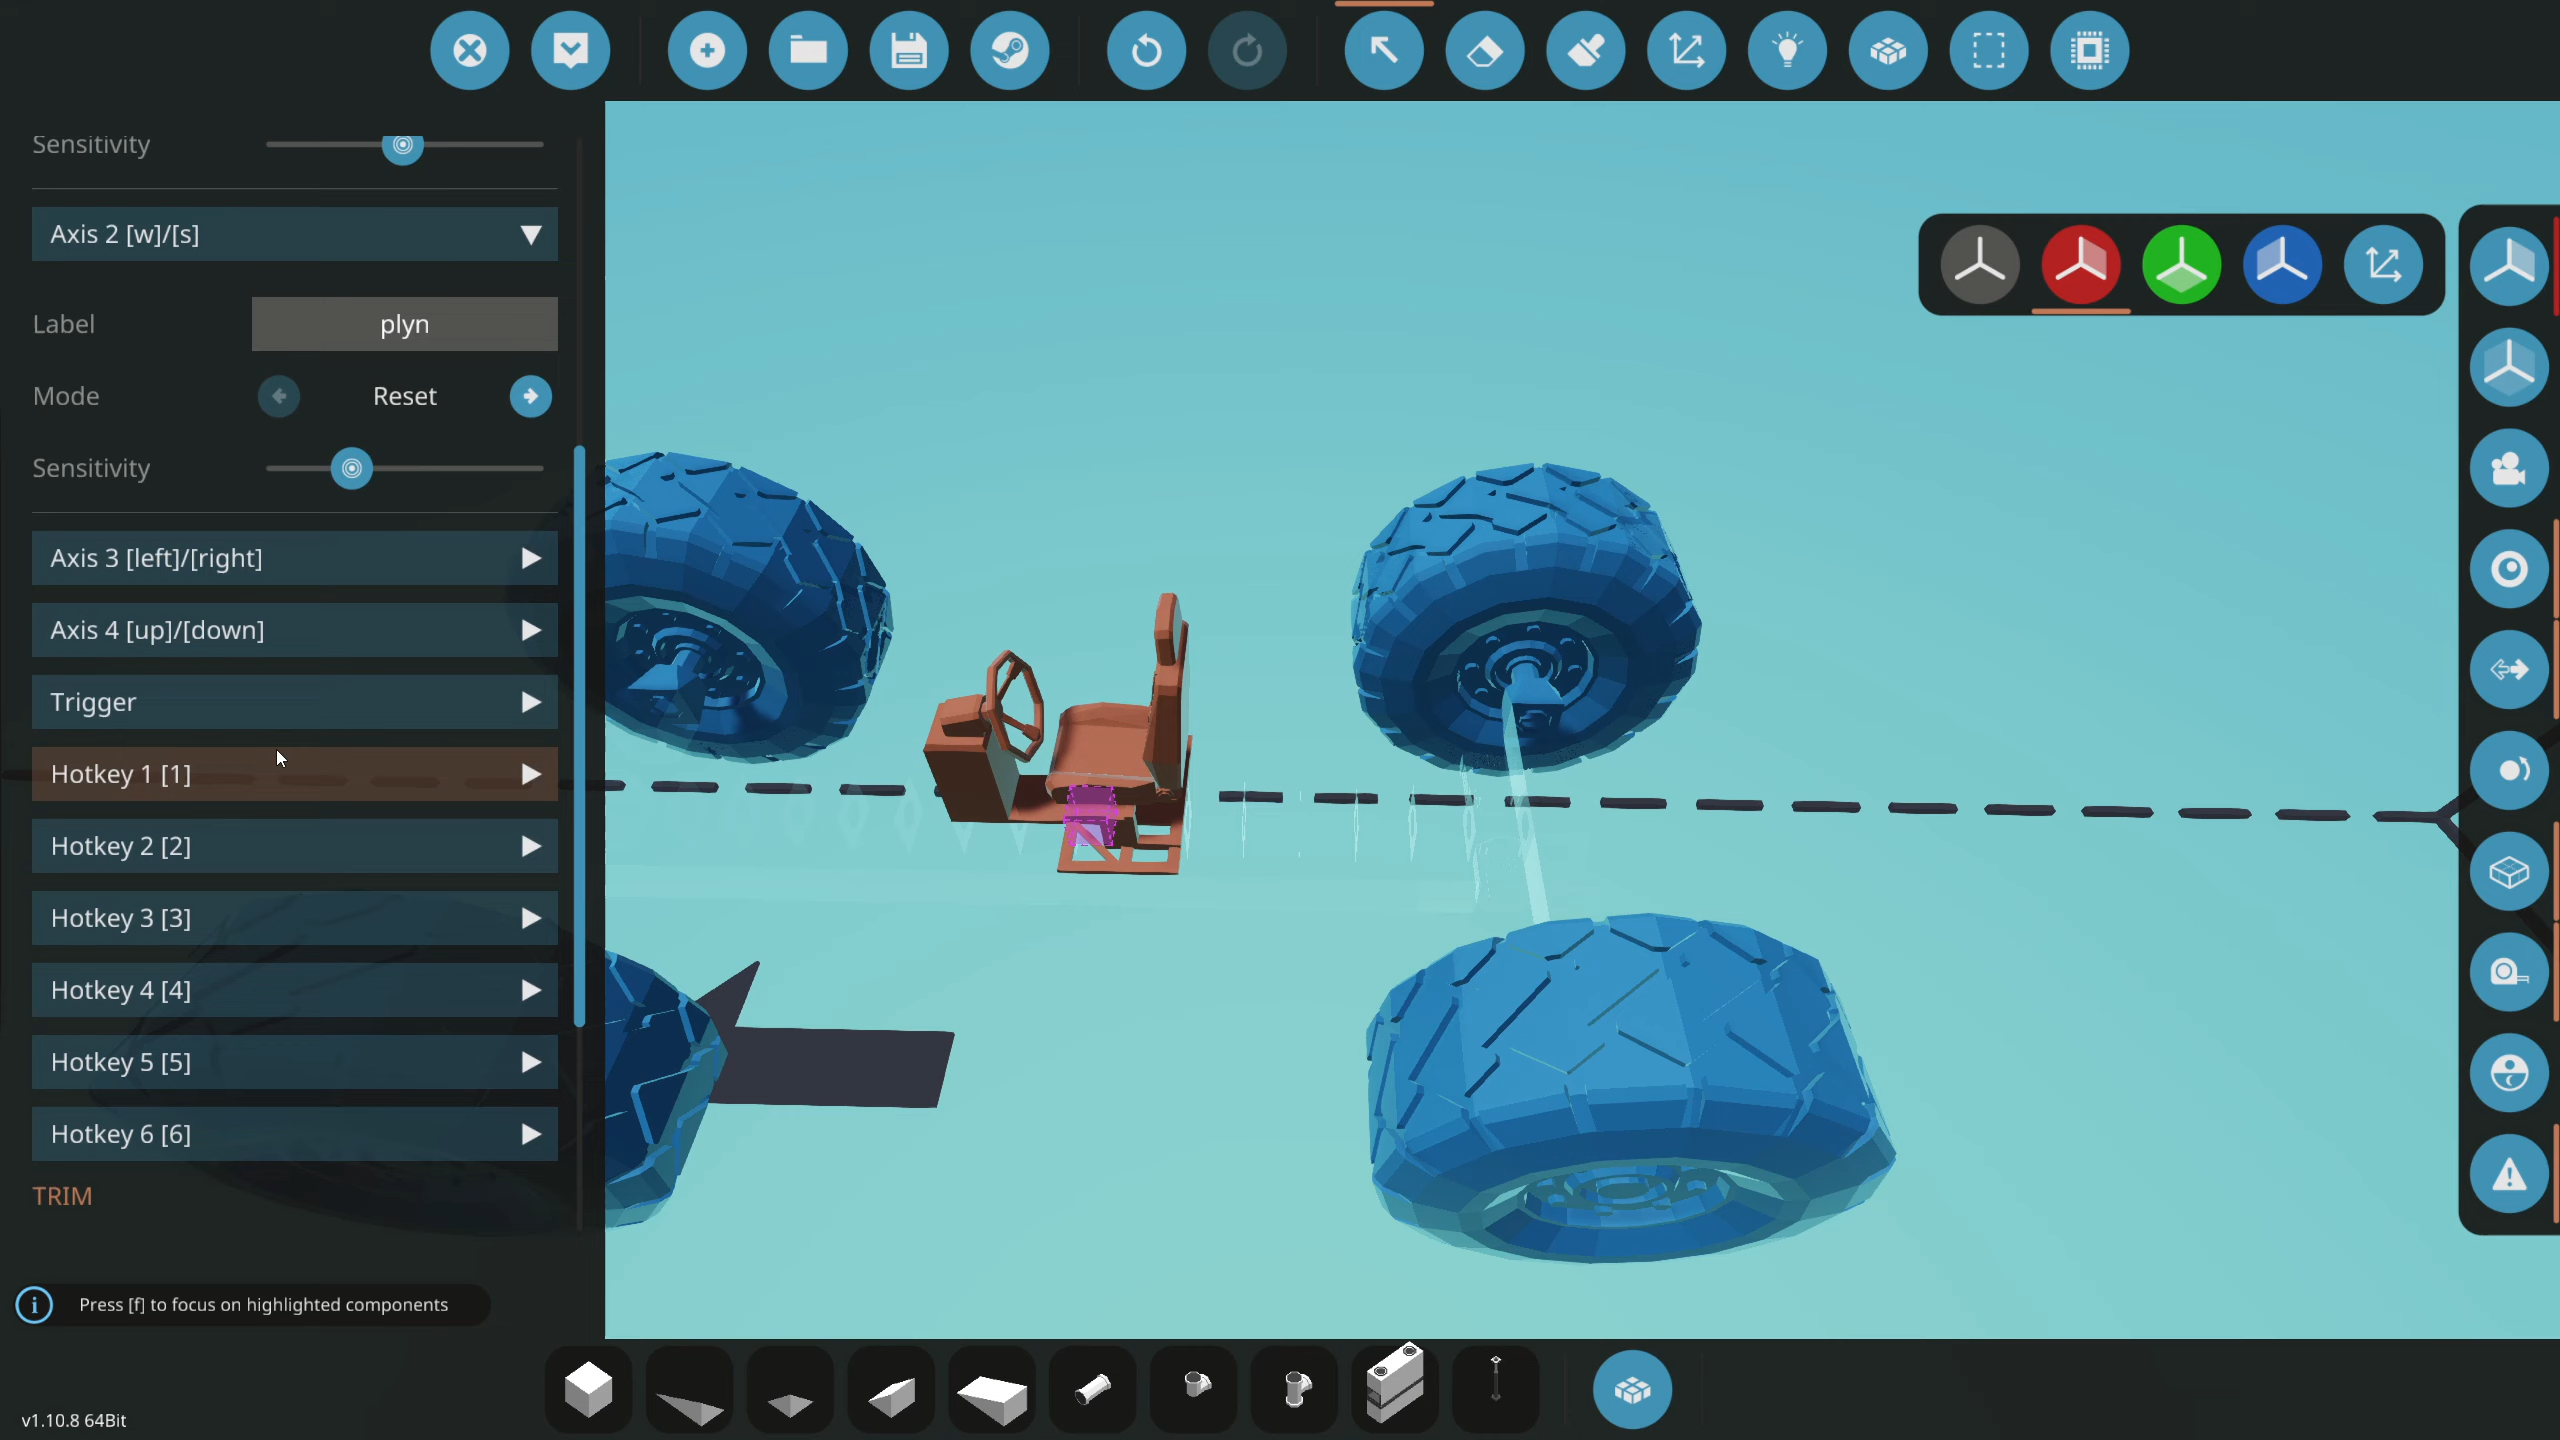 Sensitivity
Axis 2 [w]/[s]
Label
plyn
Mode
Reset
Sensitivity
Axis 3 [left]/[right]
Axis 4 [up]/[down]
Trigger
Hotkey 1 [1]
Hotkey 2 [2]
Hotkey 3 [3]
Hotkey 4 [4]
Hotkey 5 [5]
Hotkey 6 [6]
TRIM
Press [f] to focus on highlighted components
v1.10.8 64Bit